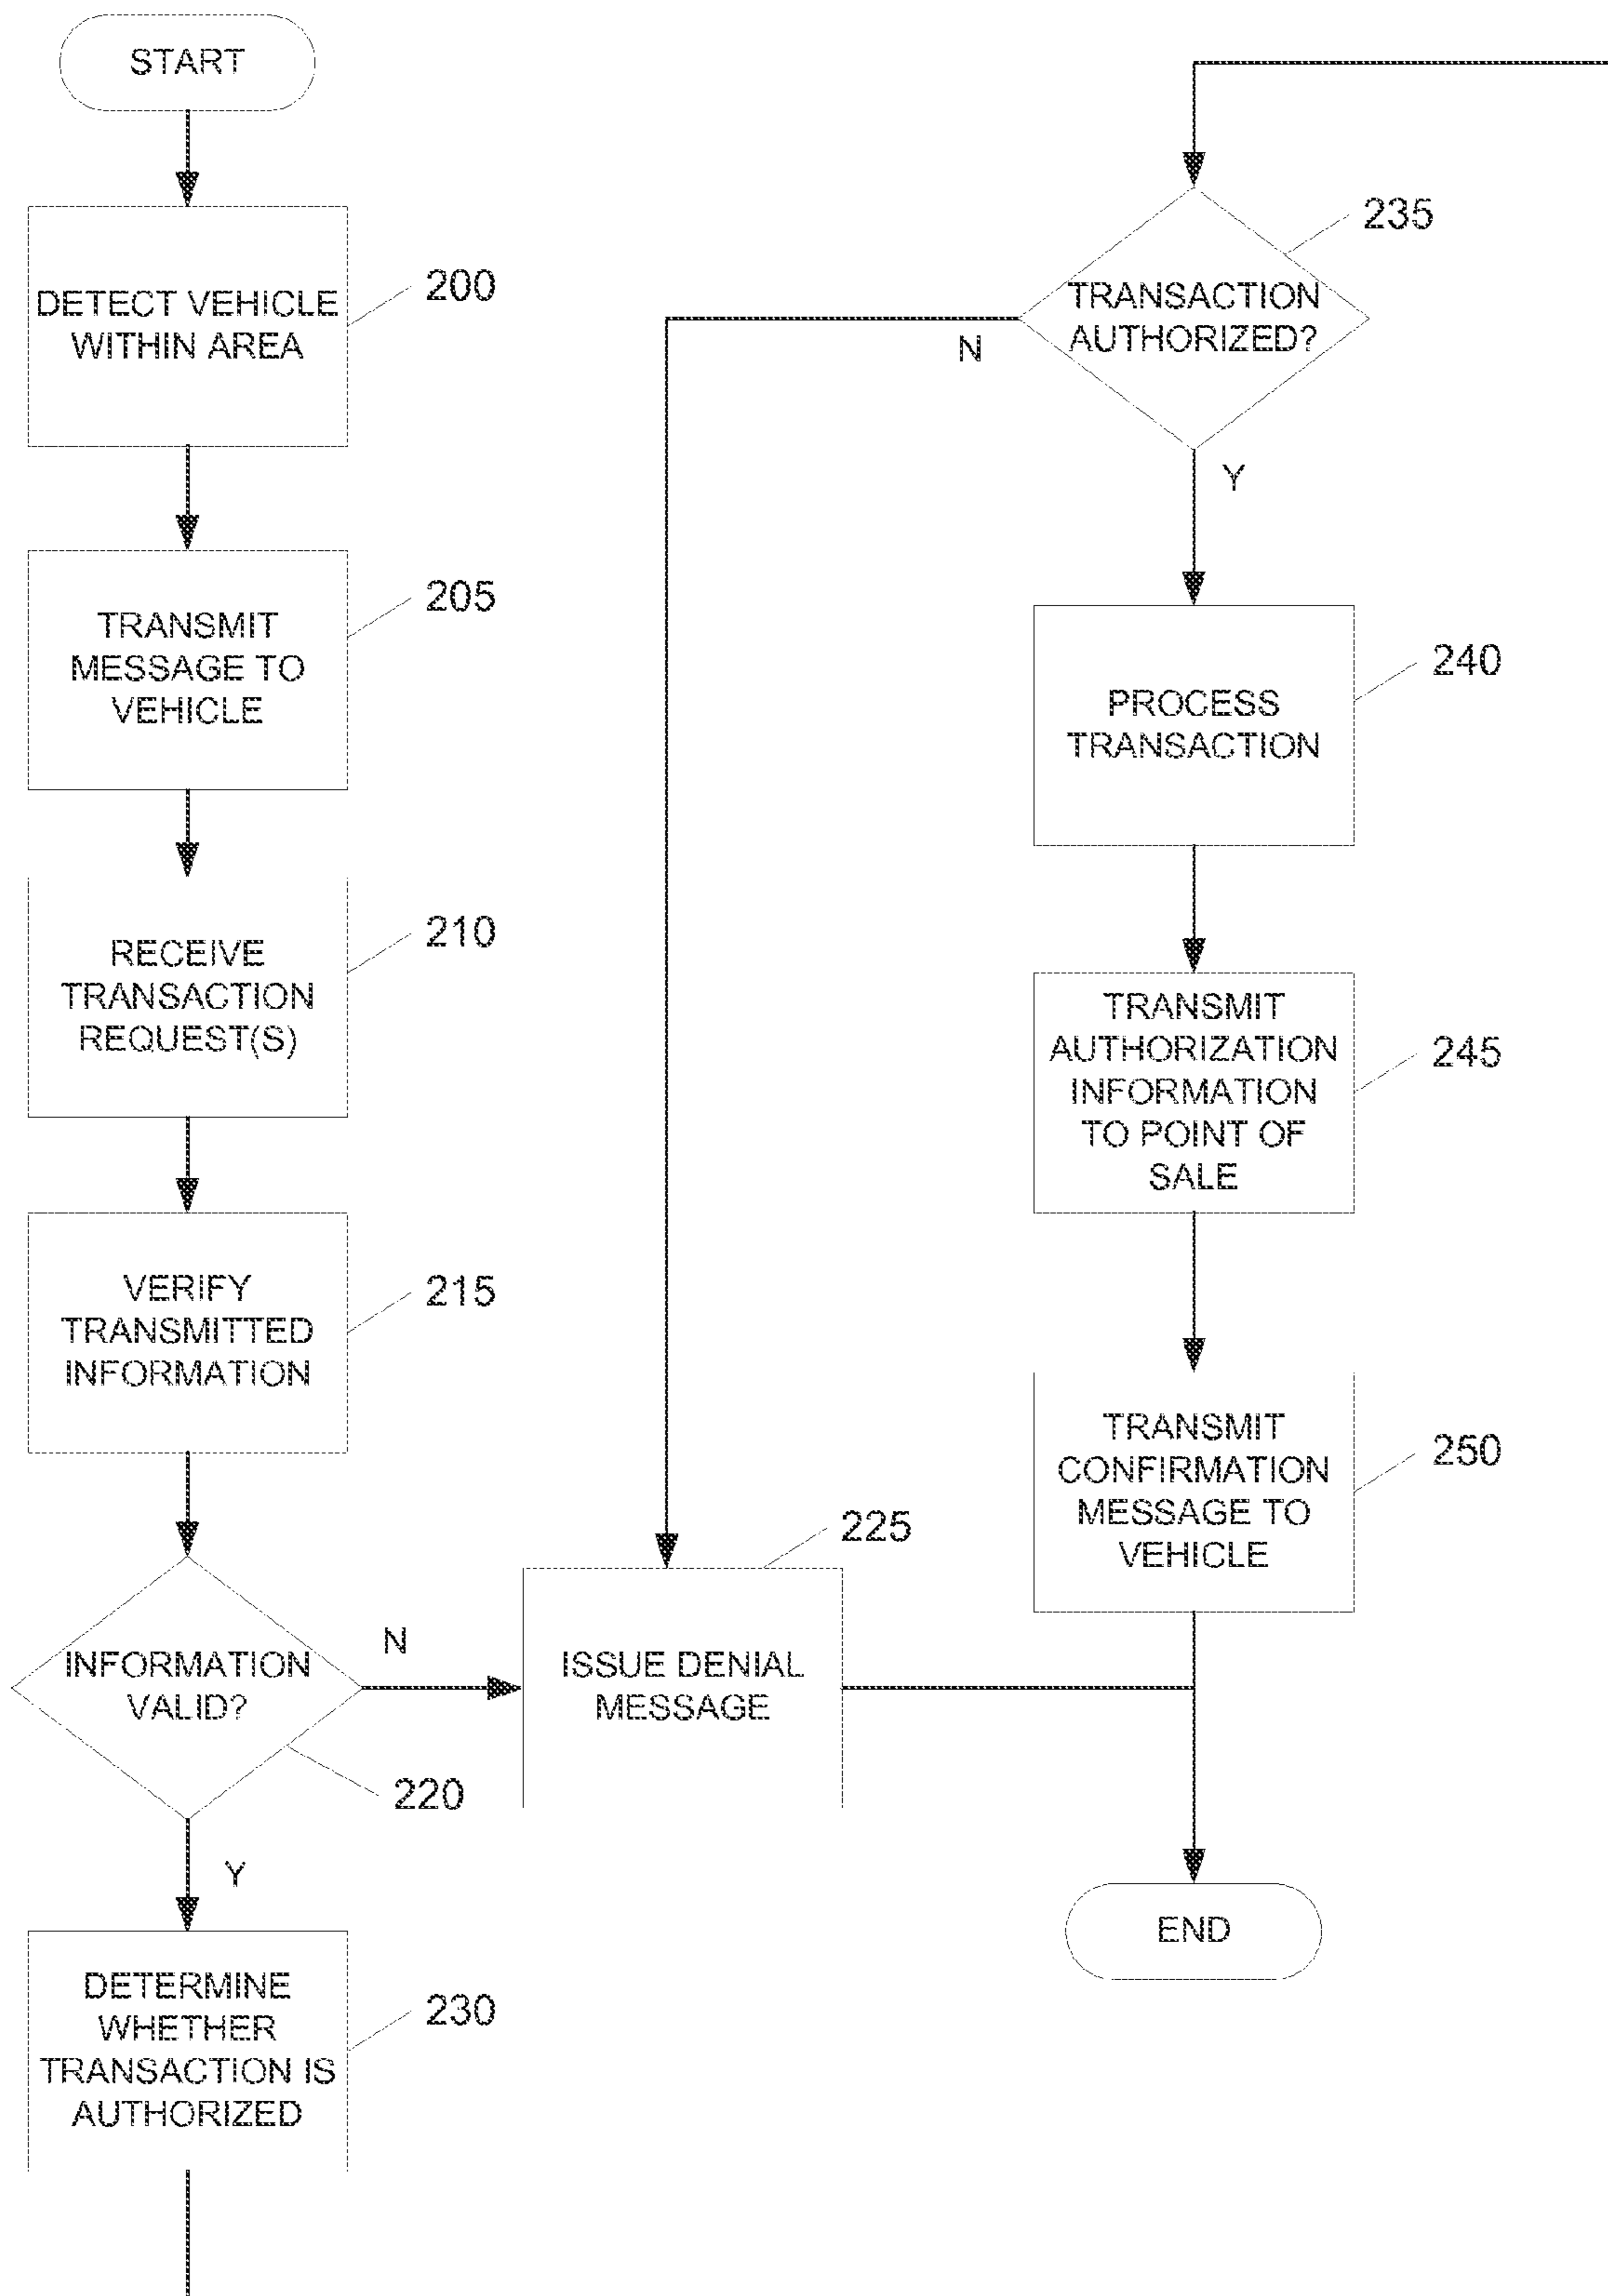 START
DETECT VEHICLE
WITHIN AREA
200
TRANSMIT
MESSAGE TO
VEHICLE
205
RECEIVE
TRANSACTION
REQUEST(S)
210
VERIFY
TRANSMITTED
INFORMATION
215
INFORMATION
VALID?
220
N
Y
ISSUE DENIAL
MESSAGE
225
DETERMINE
WHETHER
TRANSACTION IS
AUTHORIZED
230
TRANSACTION
AUTHORIZED?
235
N
Y
PROCESS
TRANSACTION
240
TRANSMIT
AUTHORIZATION
INFORMATION
TO POINT OF
SALE
245
TRANSMIT
CONFIRMATION
MESSAGE TO
VEHICLE
250
END